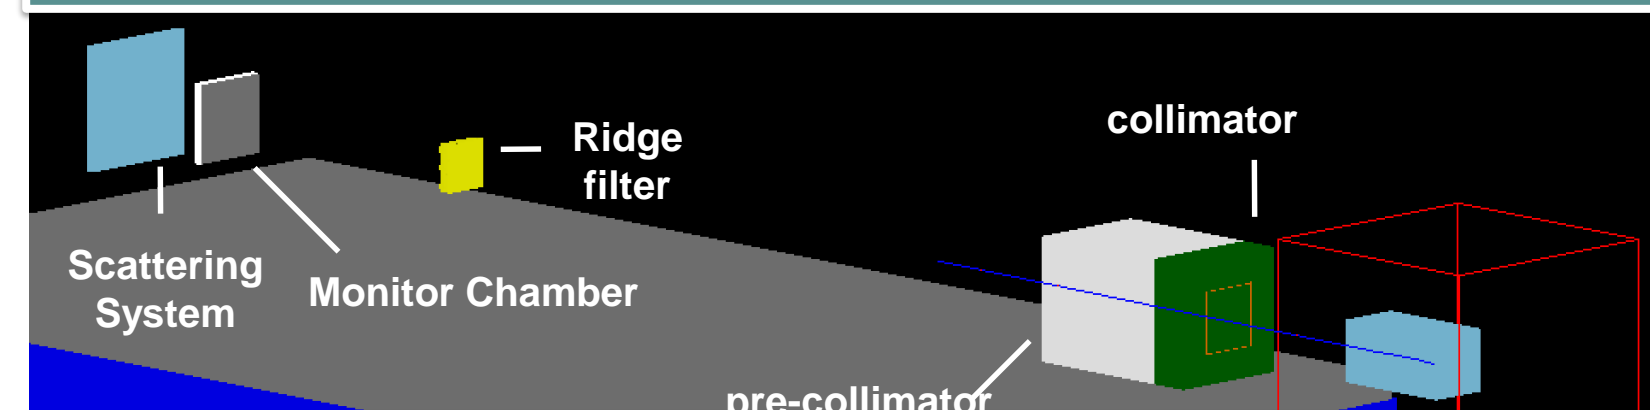 collimator
Ridge
filter
Scattering
System
Monitor Chamber
pre-collimator